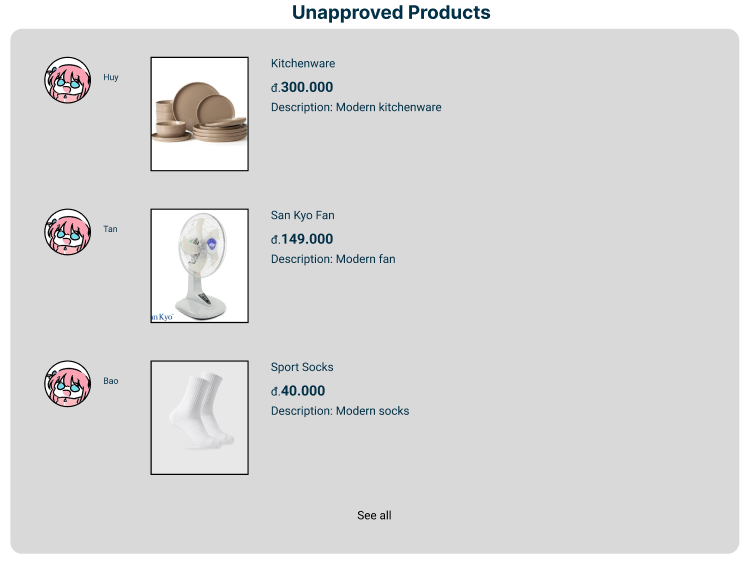 Unapproved Products
Huy
Kitchenware
đ.300.000
Description: Modern kitchenware
Tan
San Kyo Fan
đ.149.000
Description: Modern fan
an Kyo
Bao
Sport Socks
đ.40.000
Description: Modern socks
See all